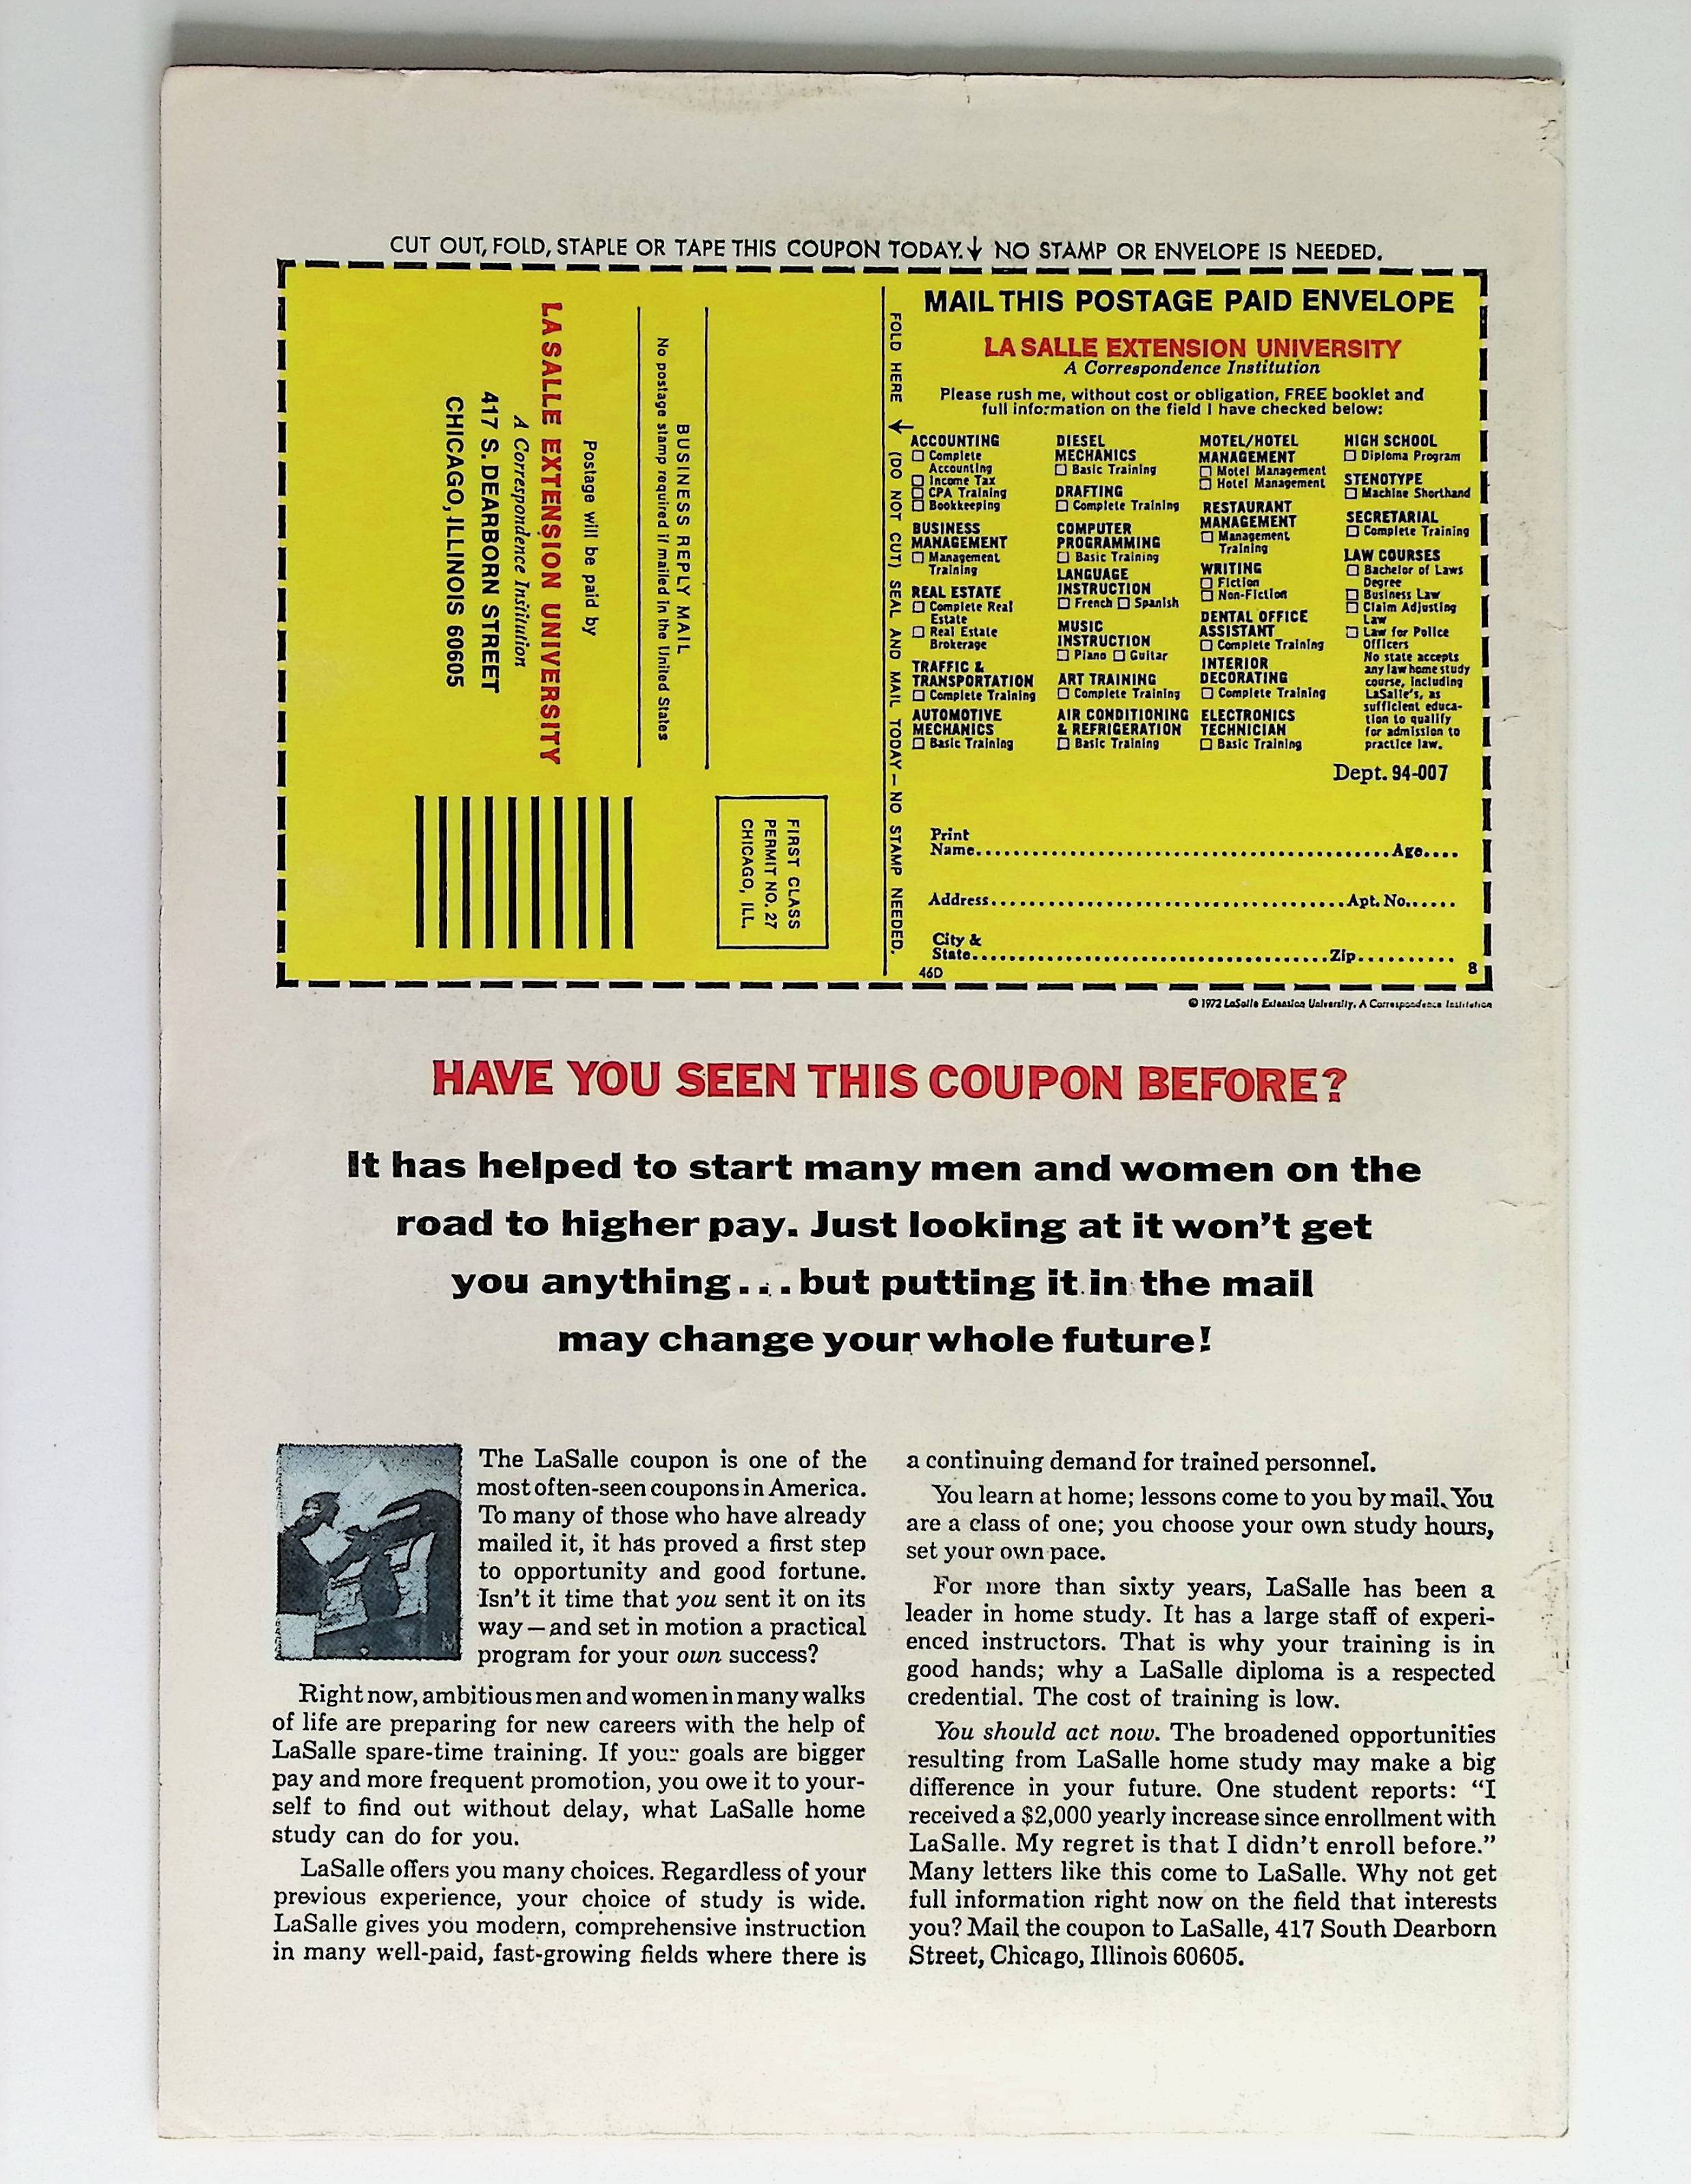 CUT OUT, FOLD, STAPLE OR TAPE THIS COUPON TODAY.↓ NO STAMP OR ENVELOPE IS NEEDED.
LA SALLE EXTENSION UNIVERSITY
A Correspondence Institution
417 S. DEARBORN STREET
CHICAGO, ILLINOIS 60605
Postage will be paid by
No postage stamp required if mailed in the United States
BUSINESS REPLY MAIL
FIRST CLASS
PERMIT NO. 27
CHICAGO, ILL.
FOLD HERE ↓ (DO NOT CUT) SEAL AND MAIL TODAY – NO STAMP NEEDED.
MAIL THIS POSTAGE PAID ENVELOPE
LA SALLE EXTENSION UNIVERSITY
A Correspondence Institution
Please rush me, without cost or obligation, FREE booklet and
full information on the field I have checked below:
ACCOUNTING
☐ Complete
Accounting
☐ Income Tax
☐ CPA Training
☐ Bookkeeping
BUSINESS
MANAGEMENT
☐ Management
Training
REAL ESTATE
☐ Complete Real
Estate
☐ Real Estate
Brokerage
TRAFFIC &
TRANSPORTATION
☐ Complete Training
AUTOMOTIVE
MECHANICS
☐ Basic Training
DIESEL
MECHANICS
☐ Basic Training
DRAFTING
☐ Complete Training
COMPUTER
PROGRAMMING
☐ Basic Training
LANGUAGE
INSTRUCTION
☐ French ☐ Spanish
MUSIC
INSTRUCTION
☐ Piano ☐ Guitar
ART TRAINING
☐ Complete Training
AIR CONDITIONING
& REFRIGERATION
☐ Basic Training
MOTEL/HOTEL
MANAGEMENT
☐ Motel Management
☐ Hotel Management
RESTAURANT
MANAGEMENT
☐ Management
Training
WRITING
☐ Fiction
☐ Non-Fiction
DENTAL OFFICE
ASSISTANT
☐ Complete Training
INTERIOR
DECORATING
☐ Complete Training
ELECTRONICS
TECHNICIAN
☐ Basic Training
HIGH SCHOOL
☐ Diploma Program
STENOTYPE
☐ Machine Shorthand
SECRETARIAL
☐ Complete Training
LAW COURSES
☐ Bachelor of Laws
Degree
☐ Business Law
☐ Claim Adjusting
Law
☐ Law for Police
Officers
No state accepts
any law home study
course, including
LaSalle's, as
sufficient educa-
tion to qualify
for admission to
practice law.
Dept. 94-007
Print
Name.......... Age....
Address.......... Apt. No......
City &
State.......... Zip..........
46D 8
© 1972 LaSalle Extension University, A Correspondence Institution
HAVE YOU SEEN THIS COUPON BEFORE?
It has helped to start many men and women on the
road to higher pay. Just looking at it won't get
you anything...but putting it in the mail
may change your whole future!
The LaSalle coupon is one of the
most often-seen coupons in America.
To many of those who have already
mailed it, it has proved a first step
to opportunity and good fortune.
Isn't it time that you sent it on its
way—and set in motion a practical
program for your own success?
Right now, ambitious men and women in many walks
of life are preparing for new careers with the help of
LaSalle spare-time training. If your goals are bigger
pay and more frequent promotion, you owe it to your-
self to find out without delay, what LaSalle home
study can do for you.
LaSalle offers you many choices. Regardless of your
previous experience, your choice of study is wide.
LaSalle gives you modern, comprehensive instruction
in many well-paid, fast-growing fields where there is
a continuing demand for trained personnel.
You learn at home; lessons come to you by mail. You
are a class of one; you choose your own study hours,
set your own pace.
For more than sixty years, LaSalle has been a
leader in home study. It has a large staff of experi-
enced instructors. That is why your training is in
good hands; why a LaSalle diploma is a respected
credential. The cost of training is low.
You should act now. The broadened opportunities
resulting from LaSalle home study may make a big
difference in your future. One student reports: "I
received a $2,000 yearly increase since enrollment with
LaSalle. My regret is that I didn't enroll before."
Many letters like this come to LaSalle. Why not get
full information right now on the field that interests
you? Mail the coupon to LaSalle, 417 South Dearborn
Street, Chicago, Illinois 60605.